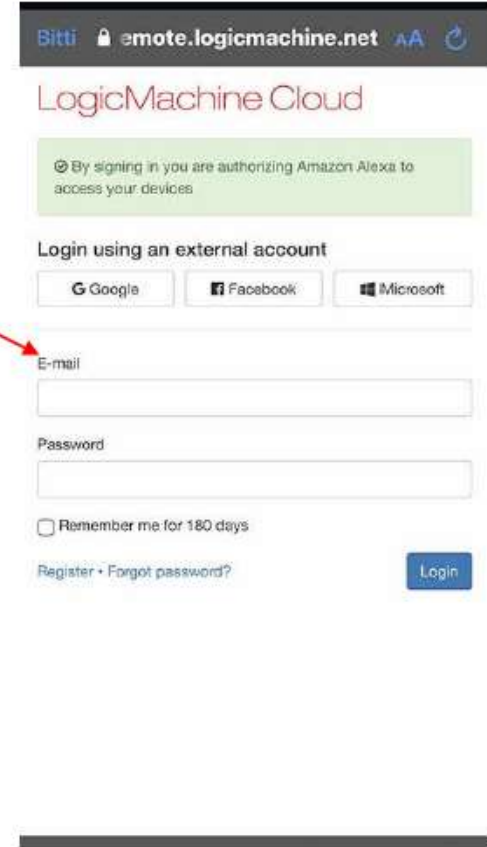 Bitti emote.logicmachine.net AA
LogicMachine Cloud
By signing in you are authorizing Amazon Alexa to
access your devices
Login using an external account
Google Facebook Microsoft
E-mail
Password
Remember me for 180 days
Register • Forgot password? Login